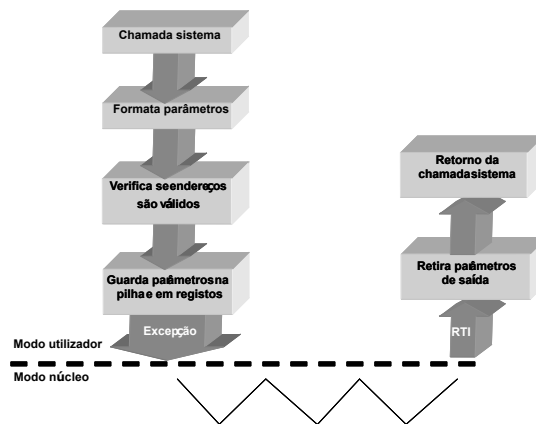 Chamada sistema
Formata parâmetros
Verifica se endereços
são válidos
Guarda parâmetros na
pilha e em registos
Excepção
Modo utilizador
Modo núcleo
Retorno da
chamada sistema
Retira parâmetros
de saída
RTI